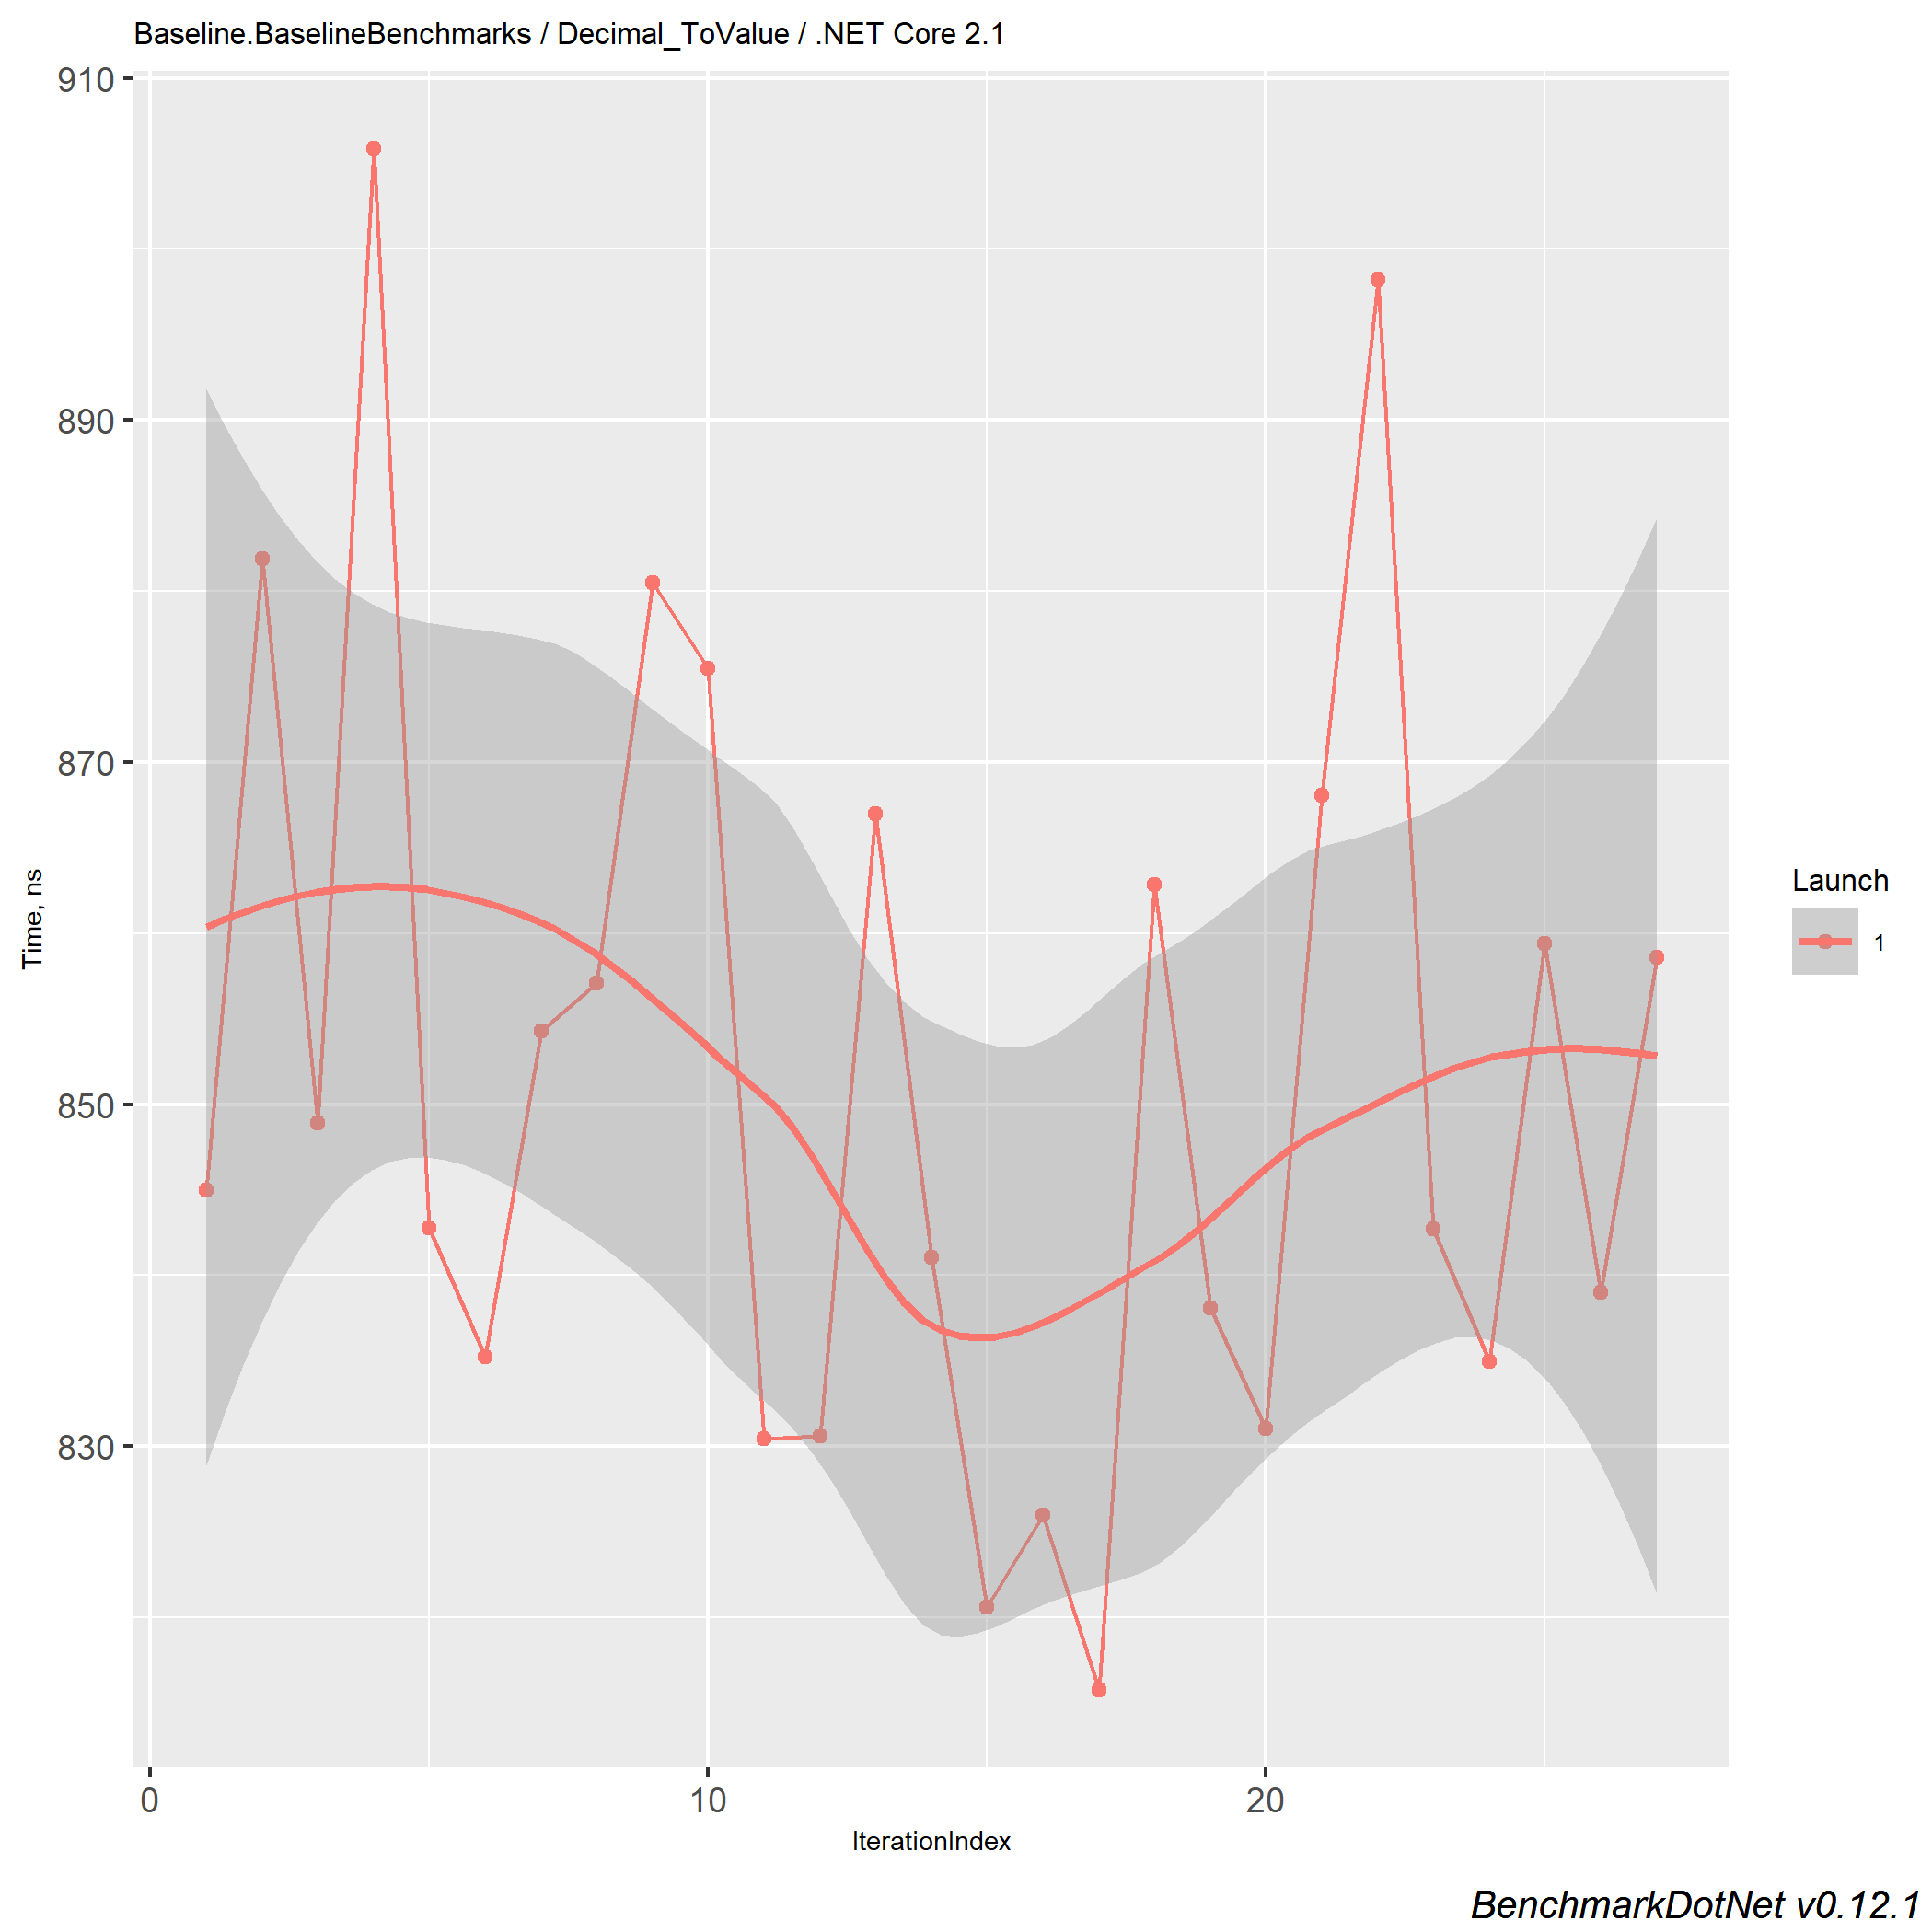 Baseline.BaselineBenchmarks / Decimal_ToValue / .NET Core 2.1
910
890
870
850
830
Time, ns
0 10 20
IterationIndex
Launch
1
BenchmarkDotNet v0.12.1